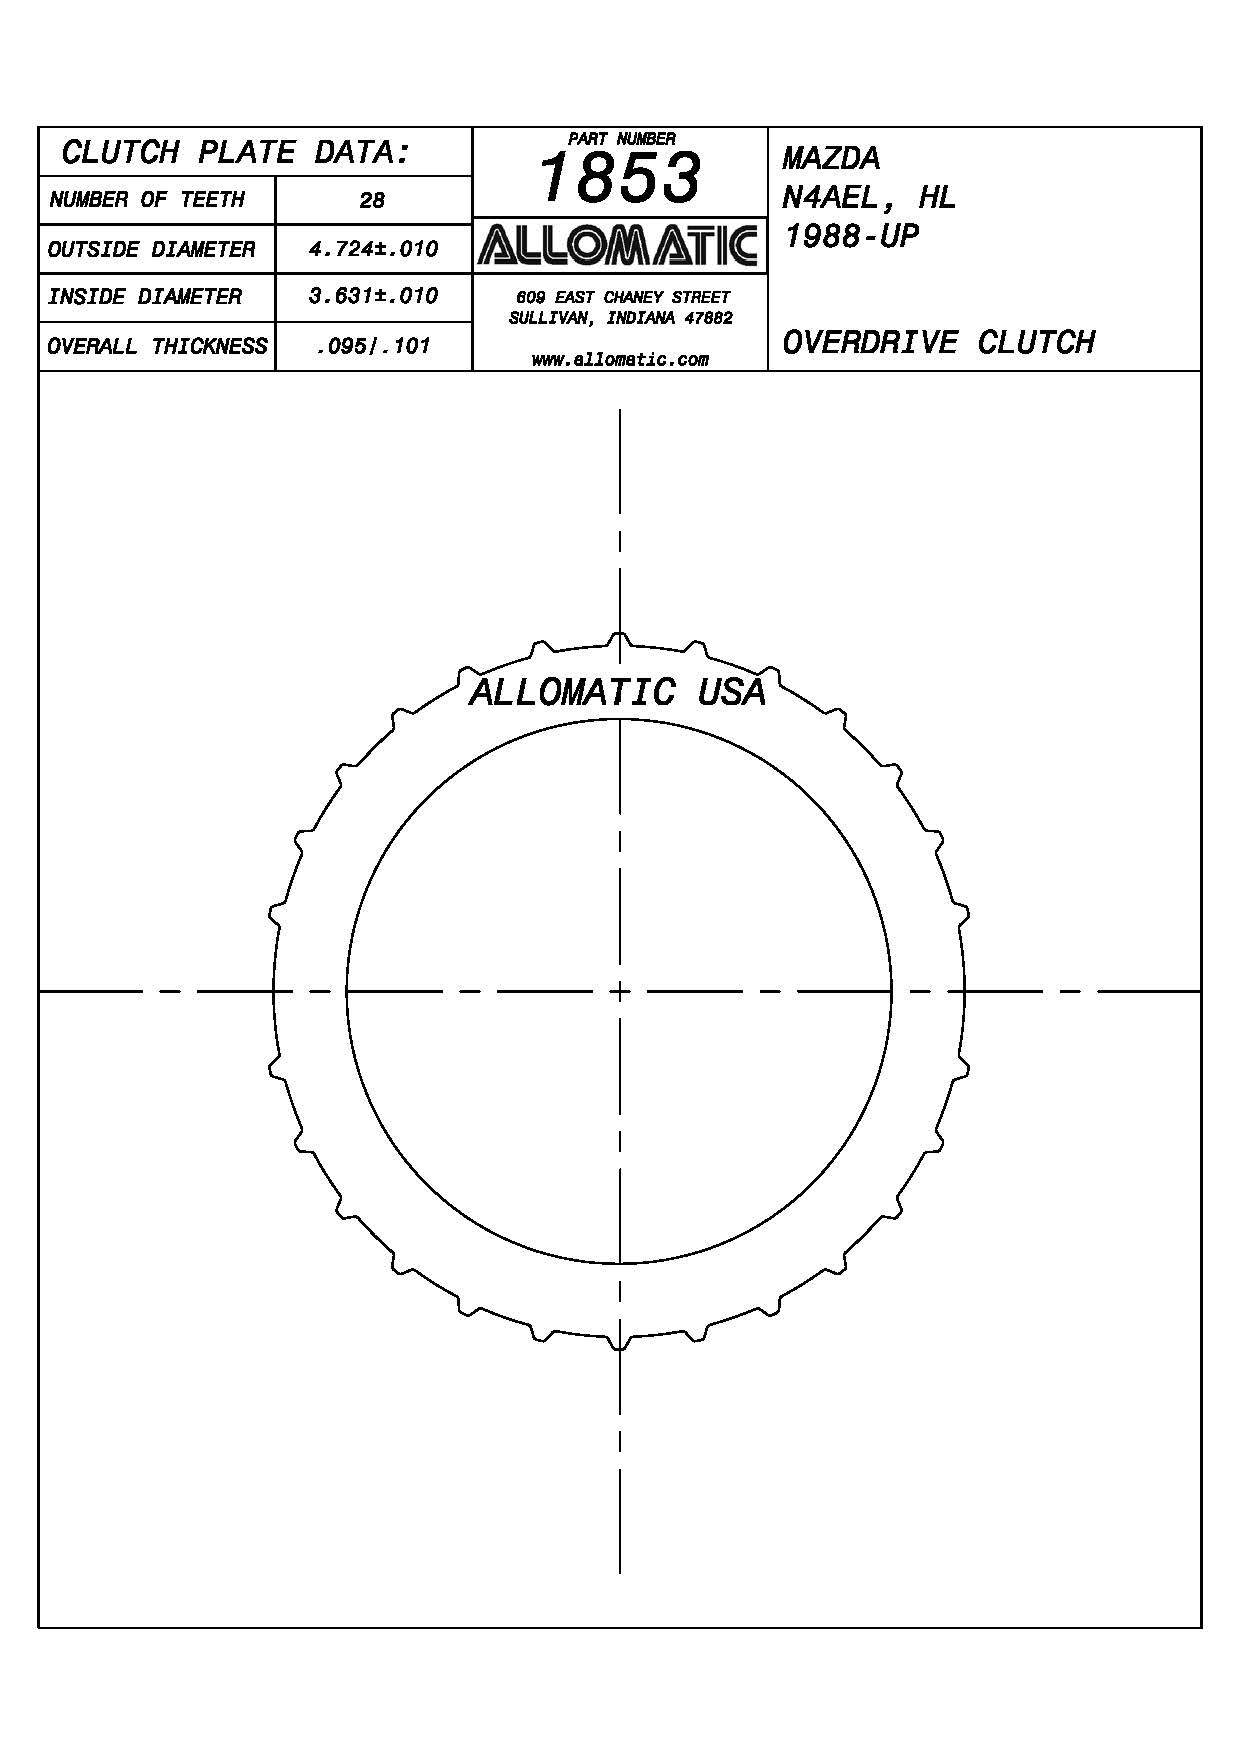 CLUTCH PLATE DATA:
NUMBER OF TEETH 28
OUTSIDE DIAMETER 4.724±.010
INSIDE DIAMETER 3.631±.010
OVERALL THICKNESS .095/.101
PART NUMBER
1853
ALLOMATIC
609 EAST CHANEY STREET
SULLIVAN, INDIANA 47882
www.allomatic.com
MAZDA
N4AEL, HL
1988-UP
OVERDRIVE CLUTCH
ALLOMATIC USA